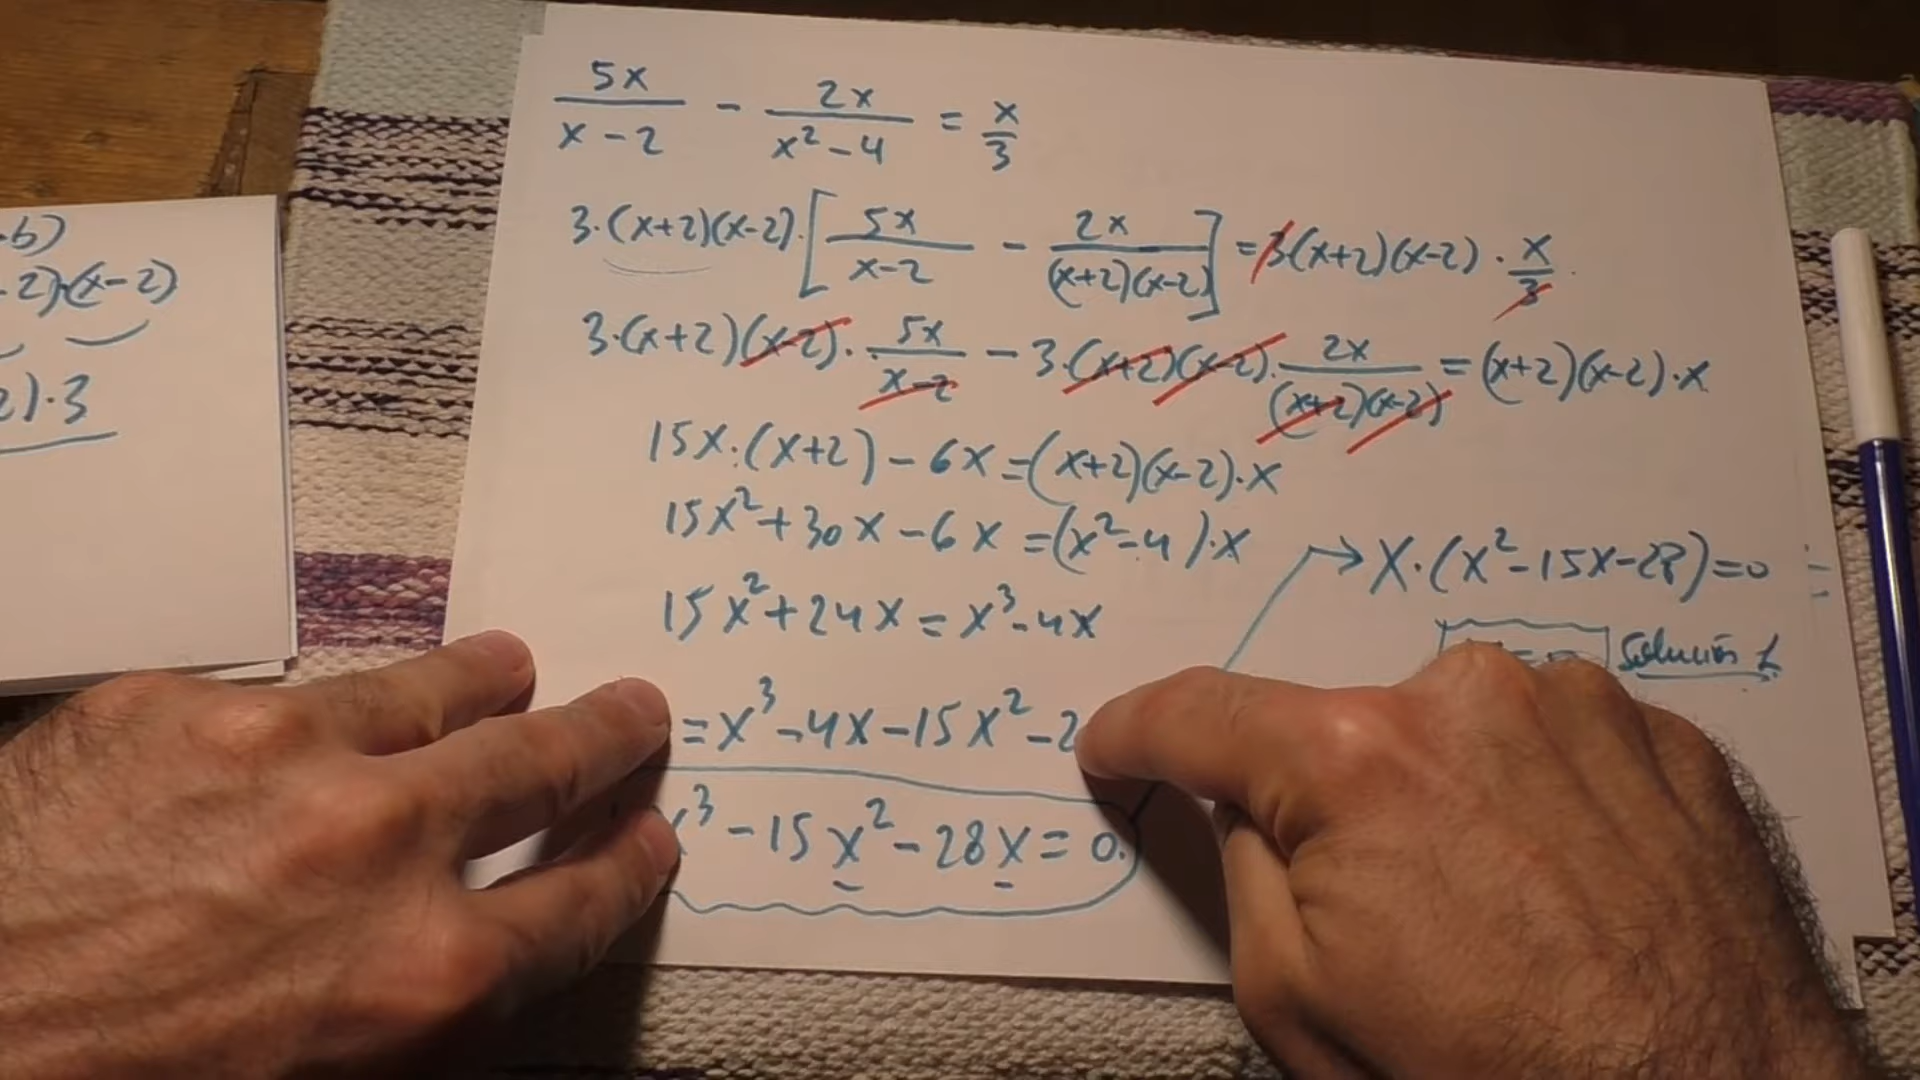 5x/(x-2) - 2x/(x²-4) = x/3
3·(x+2)(x-2)·[5x/(x-2) - 2x/((x+2)(x-2))] = 3(x+2)(x-2)·x/3
3·(x+2)(x-2)·5x/(x-2) - 3·(x+2)(x-2)·2x/((x+2)(x-2)) = (x+2)(x-2)·x
15x·(x+2) - 6x = (x+2)(x-2)·x
15x² + 30x - 6x = (x²-4)·x
15x² + 24x = x³ - 4x
= x³ - 4x - 15x² - 2
x³ - 15x² - 28x = 0
→ x·(x² - 15x - 28) = 0
Solución 1
-b)
-2)·(x-2)
2)·3